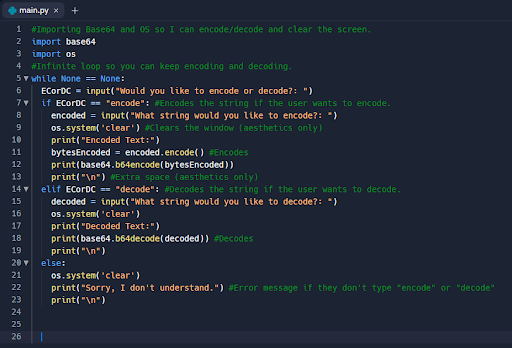 main.py × +
1 #Importing Base64 and OS so I can encode/decode and clear the screen.
2 import base64
3 import os
4 #Infinite loop so you can keep encoding and decoding.
5 while None == None:
6 ECorDC = input("Would you like to encode or decode?: ")
7 if ECorDC == "encode": #Encodes the string if the user wants to encode.
8 encoded = input("What string would you like to encode?: ")
9 os.system('clear') #Clears the window (aesthetics only)
10 print("Encoded Text:")
11 bytesEncoded = encoded.encode() #Encodes
12 print(base64.b64encode(bytesEncoded))
13 print("\n") #Extra space (aesthetics only)
14 elif ECorDC == "decode": #Decodes the string if the user wants to decode.
15 decoded = input("What string would you like to decode?: ")
16 os.system('clear')
17 print("Decoded Text:")
18 print(base64.b64decode(decoded)) #Decodes
19 print("\n")
20 else:
21 os.system('clear')
22 print("Sorry, I don't understand.") #Error message if they don't type "encode" or "decode"
23 print("\n")
24
25
26